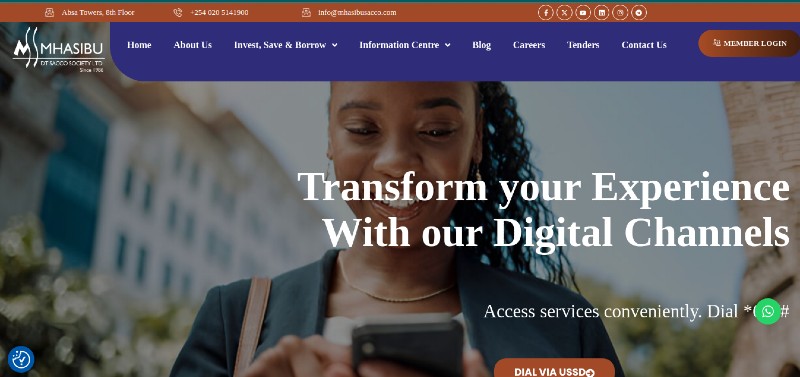 Absa Towers, 8th Floor
+254 020 5141900
info@mhasibusacco.com
MHASIBU
DT SACCO SOCIETY LTD
Since 1986
Home
About Us
Invest, Save & Borrow
Information Centre
Blog
Careers
Tenders
Contact Us
MEMBER LOGIN
Transform your Experience
With our Digital Channels
Access services conveniently. Dial *
DIAL VIA USSD